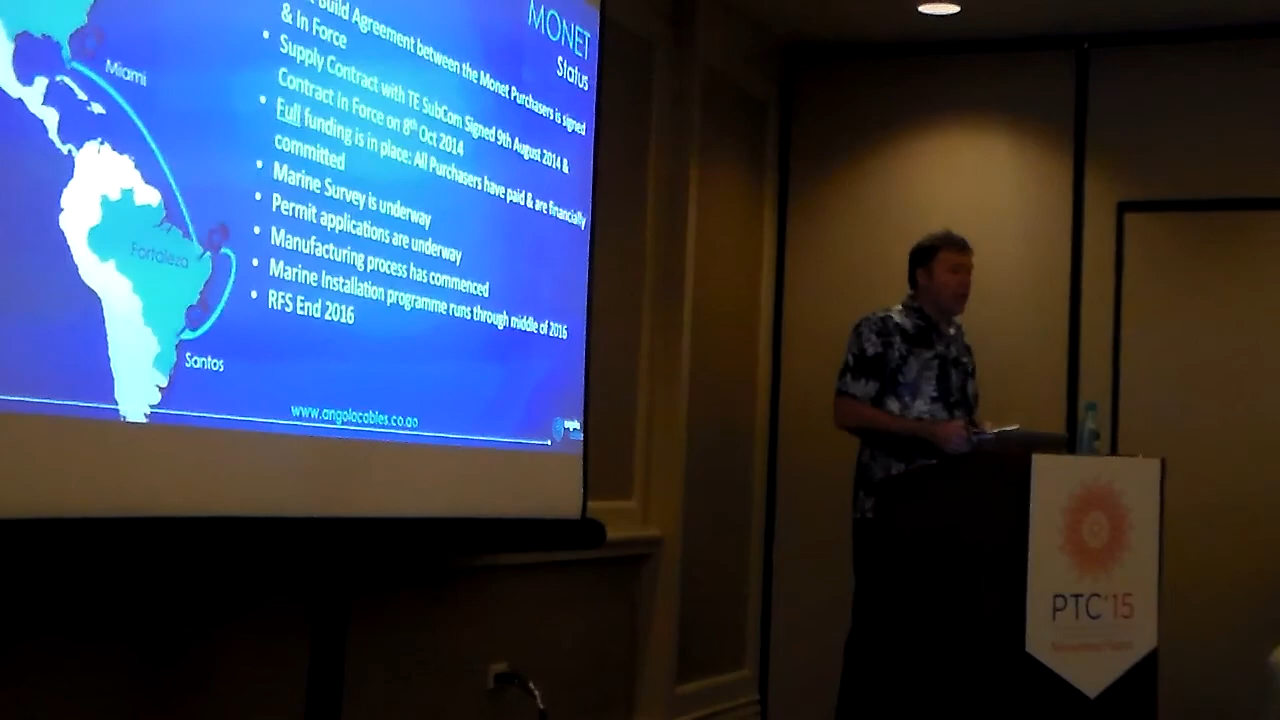 MONET
Status
Build Agreement between the Monet Purchasers is signed
& In Force
• Supply Contract with TE SubCom Signed 9th August 2014 &
Contract In Force on 8th Oct 2014
• Full funding is in place: All Purchasers have paid & are financially
committed
• Marine Survey is underway
• Permit applications are underway
• Manufacturing process has commenced
• Marine Installation programme runs through middle of 2016
• RFS End 2016
Miami
Fortaleza
Santos
www.angolacables.co.ao
angola
PTC'15